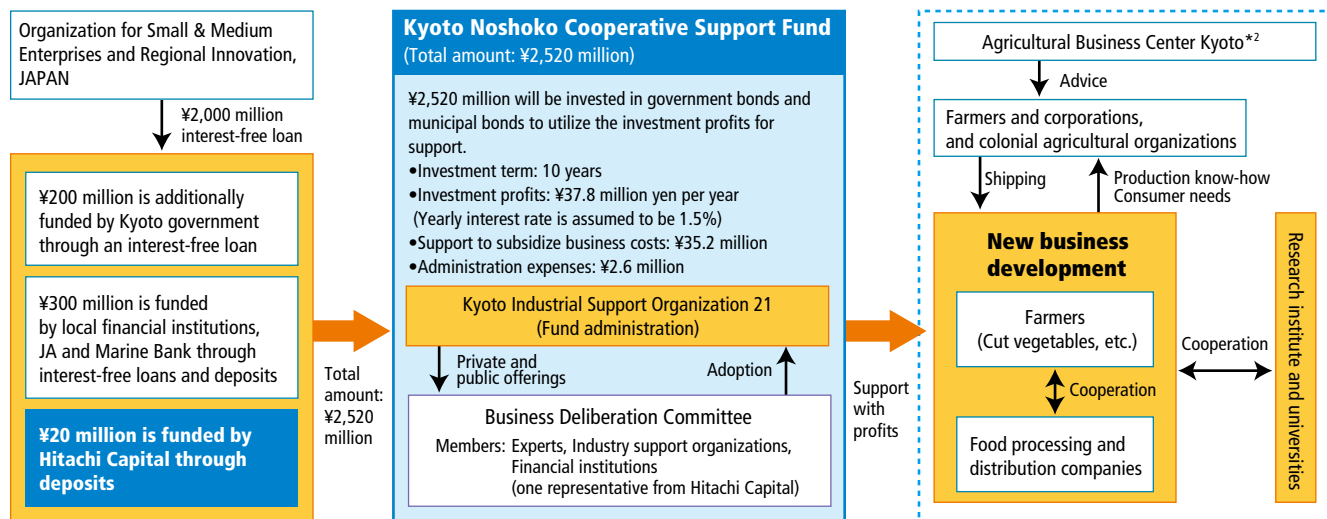 Organization for Small & Medium
Enterprises and Regional Innovation,
JAPAN
¥2,000 million
interest-free loan
¥200 million is additionally
funded by Kyoto government
through an interest-free loan
¥300 million is funded
by local financial institutions,
JA and Marine Bank through
interest-free loans and deposits
¥20 million is funded by
Hitachi Capital through
deposits
Total
amount:
¥2,520
million
Kyoto Noshoko Cooperative Support Fund
(Total amount: ¥2,520 million)
¥2,520 million will be invested in government bonds and
municipal bonds to utilize the investment profits for
support.
•Investment term: 10 years
•Investment profits: ¥37.8 million yen per year
(Yearly interest rate is assumed to be 1.5%)
•Support to subsidize business costs: ¥35.2 million
•Administration expenses: ¥2.6 million
Kyoto Industrial Support Organization 21
(Fund administration)
Private and
public offerings
Adoption
Business Deliberation Committee
Members: Experts, Industry support organizations,
Financial institutions
(one representative from Hitachi Capital)
Support
with
profits
Agricultural Business Center Kyoto*2
Advice
Farmers and corporations,
and colonial agricultural organizations
Shipping
Production know-how
Consumer needs
New business
development
Farmers
(Cut vegetables, etc.)
Cooperation
Food processing and
distribution companies
Cooperation
Research institute and universities